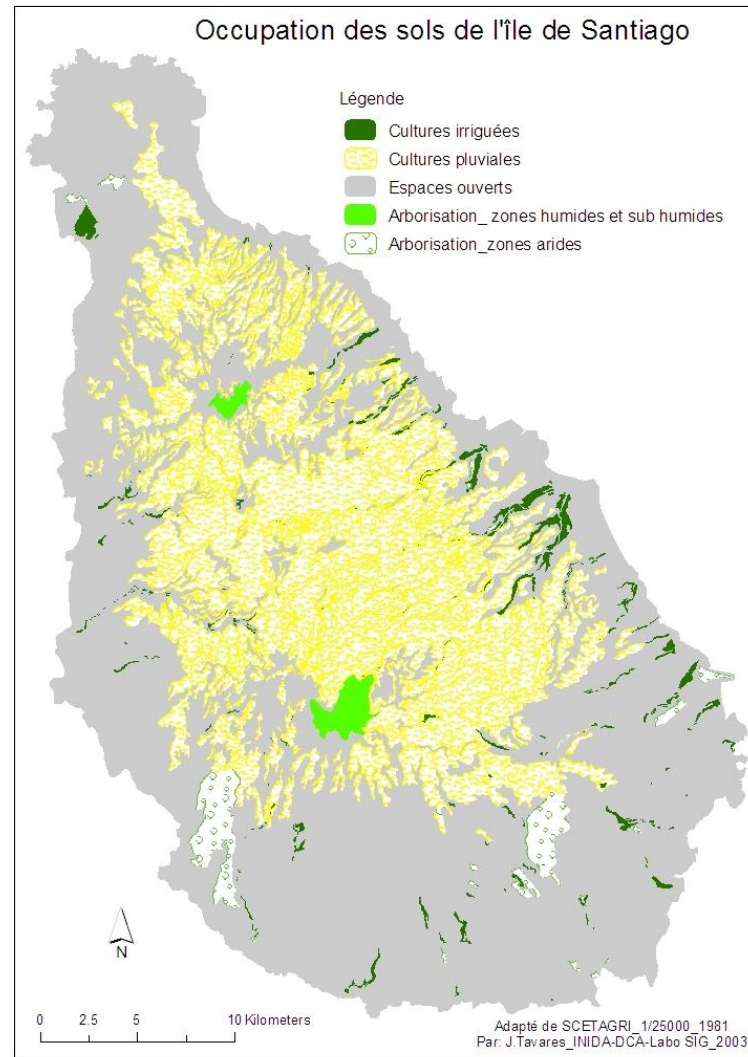 Occupation des sols de l'île de Santiago
Légende
Cultures irriguées
Cultures pluviales
Espaces ouverts
Arborisation_ zones humides et sub humides
Arborisation_zones arides
N
0 2.5 5 10 Kilometers
Adapté de SCETAGRI_1/25000_1981
Par: J.Tavares_INIDA-DCA-Labo SIG_2003